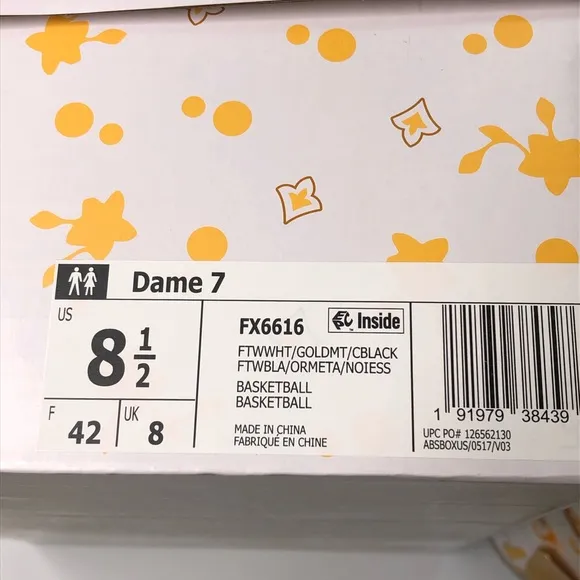 Dame 7
US
8 1/2
F
42
UK
8
FX6616
EC Inside
FTWWHT/GOLDMT/CBLACK
FTWBLA/ORMETA/NOIESS
BASKETBALL
BASKETBALL
MADE IN CHINA
FABRIQUÉ EN CHINE
1 91979 38439
UPC PO# 126562130
ABSBOXUS/0517/V03